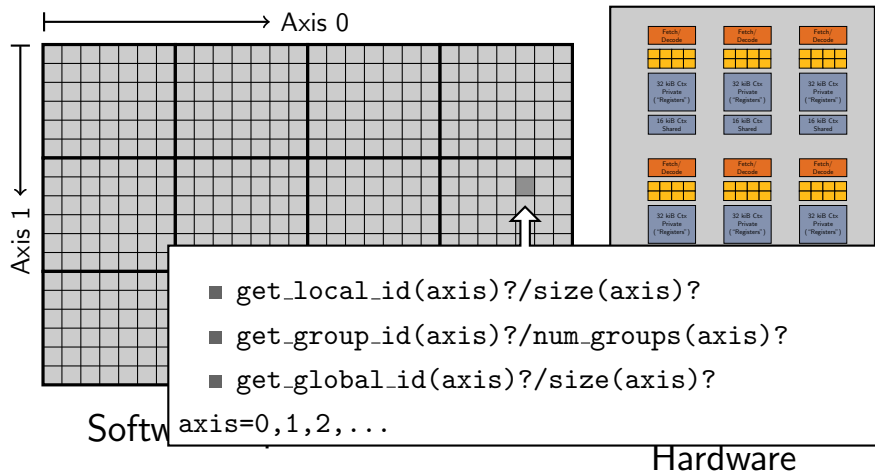 Axis 0
Axis 1
Fetch/
Decode
32 kiB Ctx
Private
("Registers")
16 kiB Ctx
Shared
Fetch/
Decode
32 kiB Ctx
Private
("Registers")
16 kiB Ctx
Shared
Fetch/
Decode
32 kiB Ctx
Private
("Registers")
16 kiB Ctx
Shared
Fetch/
Decode
32 kiB Ctx
Private
("Registers")
Fetch/
Decode
32 kiB Ctx
Private
("Registers")
Fetch/
Decode
32 kiB Ctx
Private
("Registers")
get_local_id(axis)?/size(axis)?
get_group_id(axis)?/num_groups(axis)?
get_global_id(axis)?/size(axis)?
axis=0,1,2,...
Hardware